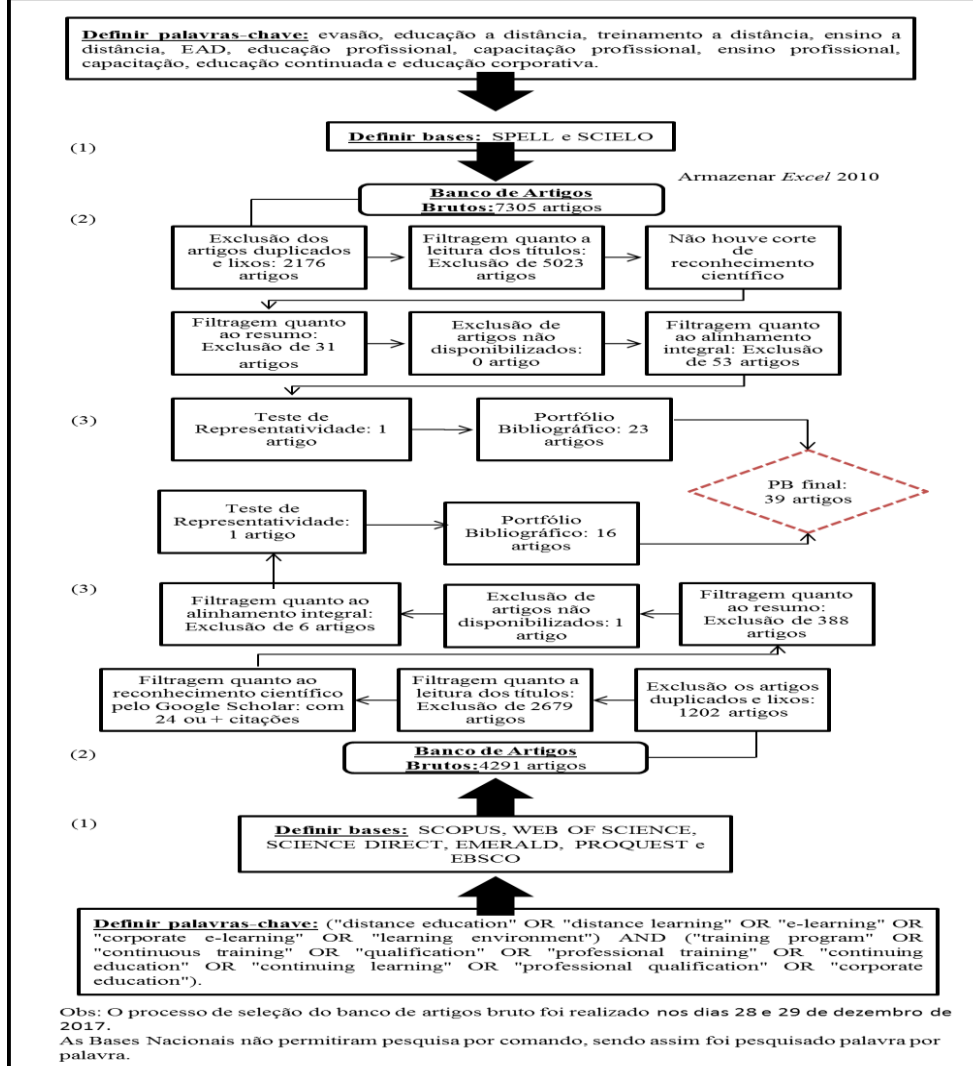 Definir palavras-chave: evasão, educação a distância, treinamento a distância, ensino a
distância, EAD, educação profissional, capacitação profissional, ensino profissional,
capacitação, educação continuada e educação corporativa.
(1)
Definir bases: SPELL e SCIELO
Armazenar Excel 2010
Banco de Artigos
Brutos:7305 artigos
(2)
Exclusão dos
artigos duplicados
e lixos: 2176
artigos
Filtragem quanto a
leitura dos títulos:
Exclusão de 5023
artigos
Não houve corte
de
reconhecimento
científico
Filtragem quanto
ao resumo:
Exclusão de 31
artigos
Exclusão de
artigos não
disponibilizados:
0 artigo
Filtragem quanto
ao alinhamento
integral: Exclusão
de 53 artigos
(3)
Teste de
Representatividade: 1
artigo
Portfólio
Bibliográfico: 23
artigos
PB final:
39 artigos
Teste de
Representatividade:
1 artigo
Portfólio
Bibliográfico: 16
artigos
(3)
Filtragem quanto ao
alinhamento integral:
Exclusão de 6 artigos
Exclusão de
artigos não
disponibilizados: 1
artigo
Filtragem quanto
ao resumo:
Exclusão de 388
artigos
Filtragem quanto ao
reconhecimento científico
pelo Google Scholar: com
24 ou + citações
Filtragem quanto a
leitura dos títulos:
Exclusão de 2679
artigos
Exclusão os artigos
duplicados e lixos:
1202 artigos
(2)
Banco de Artigos
Brutos:4291 artigos
(1)
Definir bases: SCOPUS, WEB OF SCIENCE,
SCIENCE DIRECT, EMERALD, PROQUEST e
EBSCO
Definir palavras-chave: ("distance education" OR "distance learning" OR "e-learning" OR
"corporate e-learning" OR "learning environment") AND ("training program" OR
"continuous training" OR "qualification" OR "professional training" OR "continuing
education" OR "continuing learning" OR "professional qualification" OR "corporate
education").
Obs: O processo de seleção do banco de artigos bruto foi realizado nos dias 28 e 29 de dezembro de
2017.
As Bases Nacionais não permitiram pesquisa por comando, sendo assim foi pesquisado palavra por
palavra.